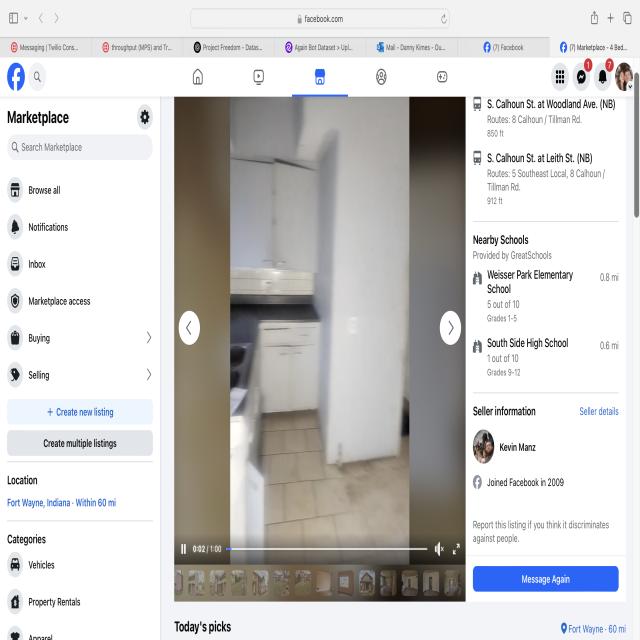 facebook.com
Messaging | Twilio Cons...
throughput (MPS) and Tr...
Project Freedom - Datas...
Again Bot Dataset > Upl...
Mail - Danny Kimes - Ou...
(7) Facebook
(7) Marketplace - 4 Bed...
1
7
Marketplace
Search Marketplace
Browse all
Notifications
Inbox
Marketplace access
Buying
Selling
+ Create new listing
Create multiple listings
Location
Fort Wayne, Indiana · Within 60 mi
Categories
Vehicles
Property Rentals
Apparel
0:02 / 1:00
Today's picks
Fort Wayne · 60 mi
S. Calhoun St. at Woodland Ave. (NB)
Routes: 8 Calhoun / Tillman Rd.
850 ft
S. Calhoun St. at Leith St. (NB)
Routes: 5 Southeast Local, 8 Calhoun /
Tillman Rd.
912 ft
Nearby Schools
Provided by GreatSchools
Weisser Park Elementary
School
0.8 mi
5 out of 10
Grades 1-5
South Side High School
0.6 mi
1 out of 10
Grades 9-12
Seller information
Seller details
Kevin Manz
Joined Facebook in 2009
Report this listing if you think it discriminates
against people.
Message Again